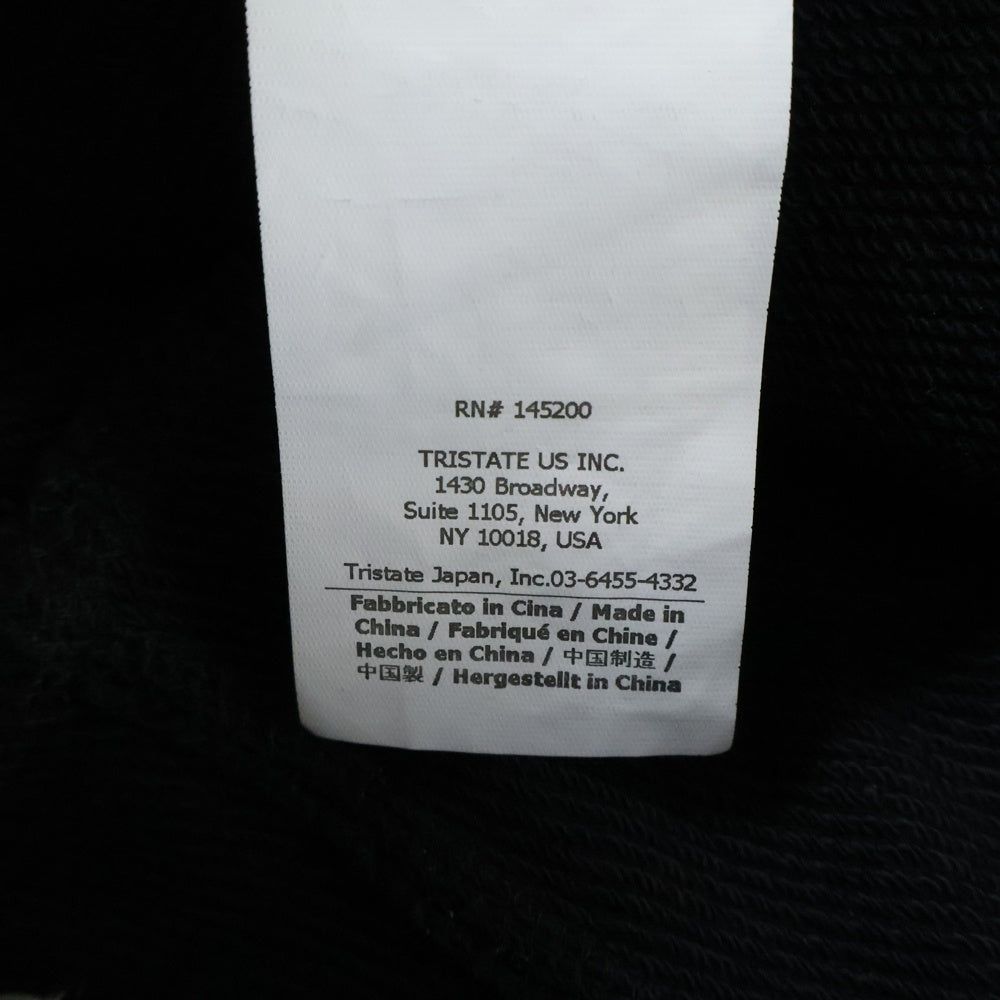 RN# 145200
TRISTATE US INC.
1430 Broadway,
Suite 1105, New York
NY 10018, USA
Tristate Japan, Inc.03-6455-4332
Fabbricato in Cina / Made in
China / Fabriqué en Chine /
Hecho en China / 中国制造 /
中国製 / Hergestellt in China